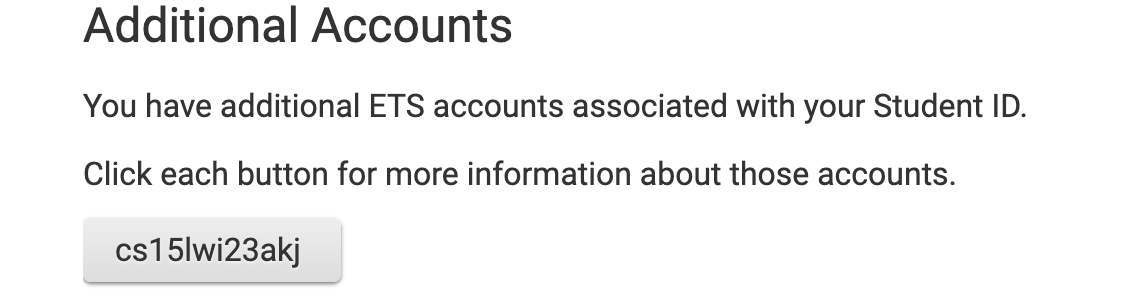 Additional Accounts
You have additional ETS accounts associated with your Student ID.
Click each button for more information about those accounts.
cs15lwi23akj